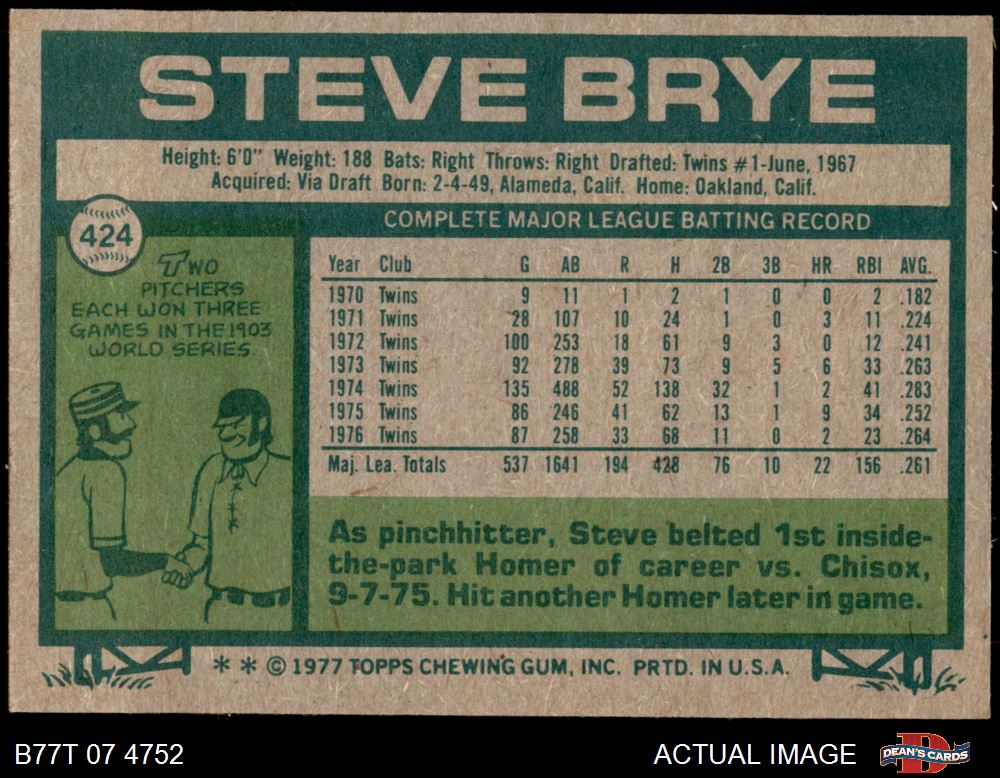 STEVE BRYE
Height: 6'0" Weight: 188 Bats: Right Throws: Right Drafted: Twins #1-June, 1967
Acquired: Via Draft Born: 2-4-49, Alameda, Calif. Home: Oakland, Calif.
424
TWO
PITCHERS
EACH WON THREE
GAMES IN THE 1903
WORLD SERIES.
COMPLETE MAJOR LEAGUE BATTING RECORD
Year Club G AB R H 2B 3B HR RBI AVG.
1970 Twins 9 11 1 2 1 0 0 2 .182
1971 Twins 28 107 10 24 1 0 3 11 .224
1972 Twins 100 253 18 61 9 3 0 12 .241
1973 Twins 92 278 39 73 9 5 6 33 .263
1974 Twins 135 488 52 138 32 1 2 41 .283
1975 Twins 86 246 41 62 13 1 9 34 .252
1976 Twins 87 258 33 68 11 0 2 23 .264
Maj. Lea. Totals 537 1641 194 428 76 10 22 156 .261
As pinchhitter, Steve belted 1st inside-
the-park Homer of career vs. Chisox,
9-7-75. Hit another Homer later in game.
* * © 1977 TOPPS CHEWING GUM, INC. PRTD. IN U.S.A.
B77T 07 4752 ACTUAL IMAGE
D
DEAN'S CARDS